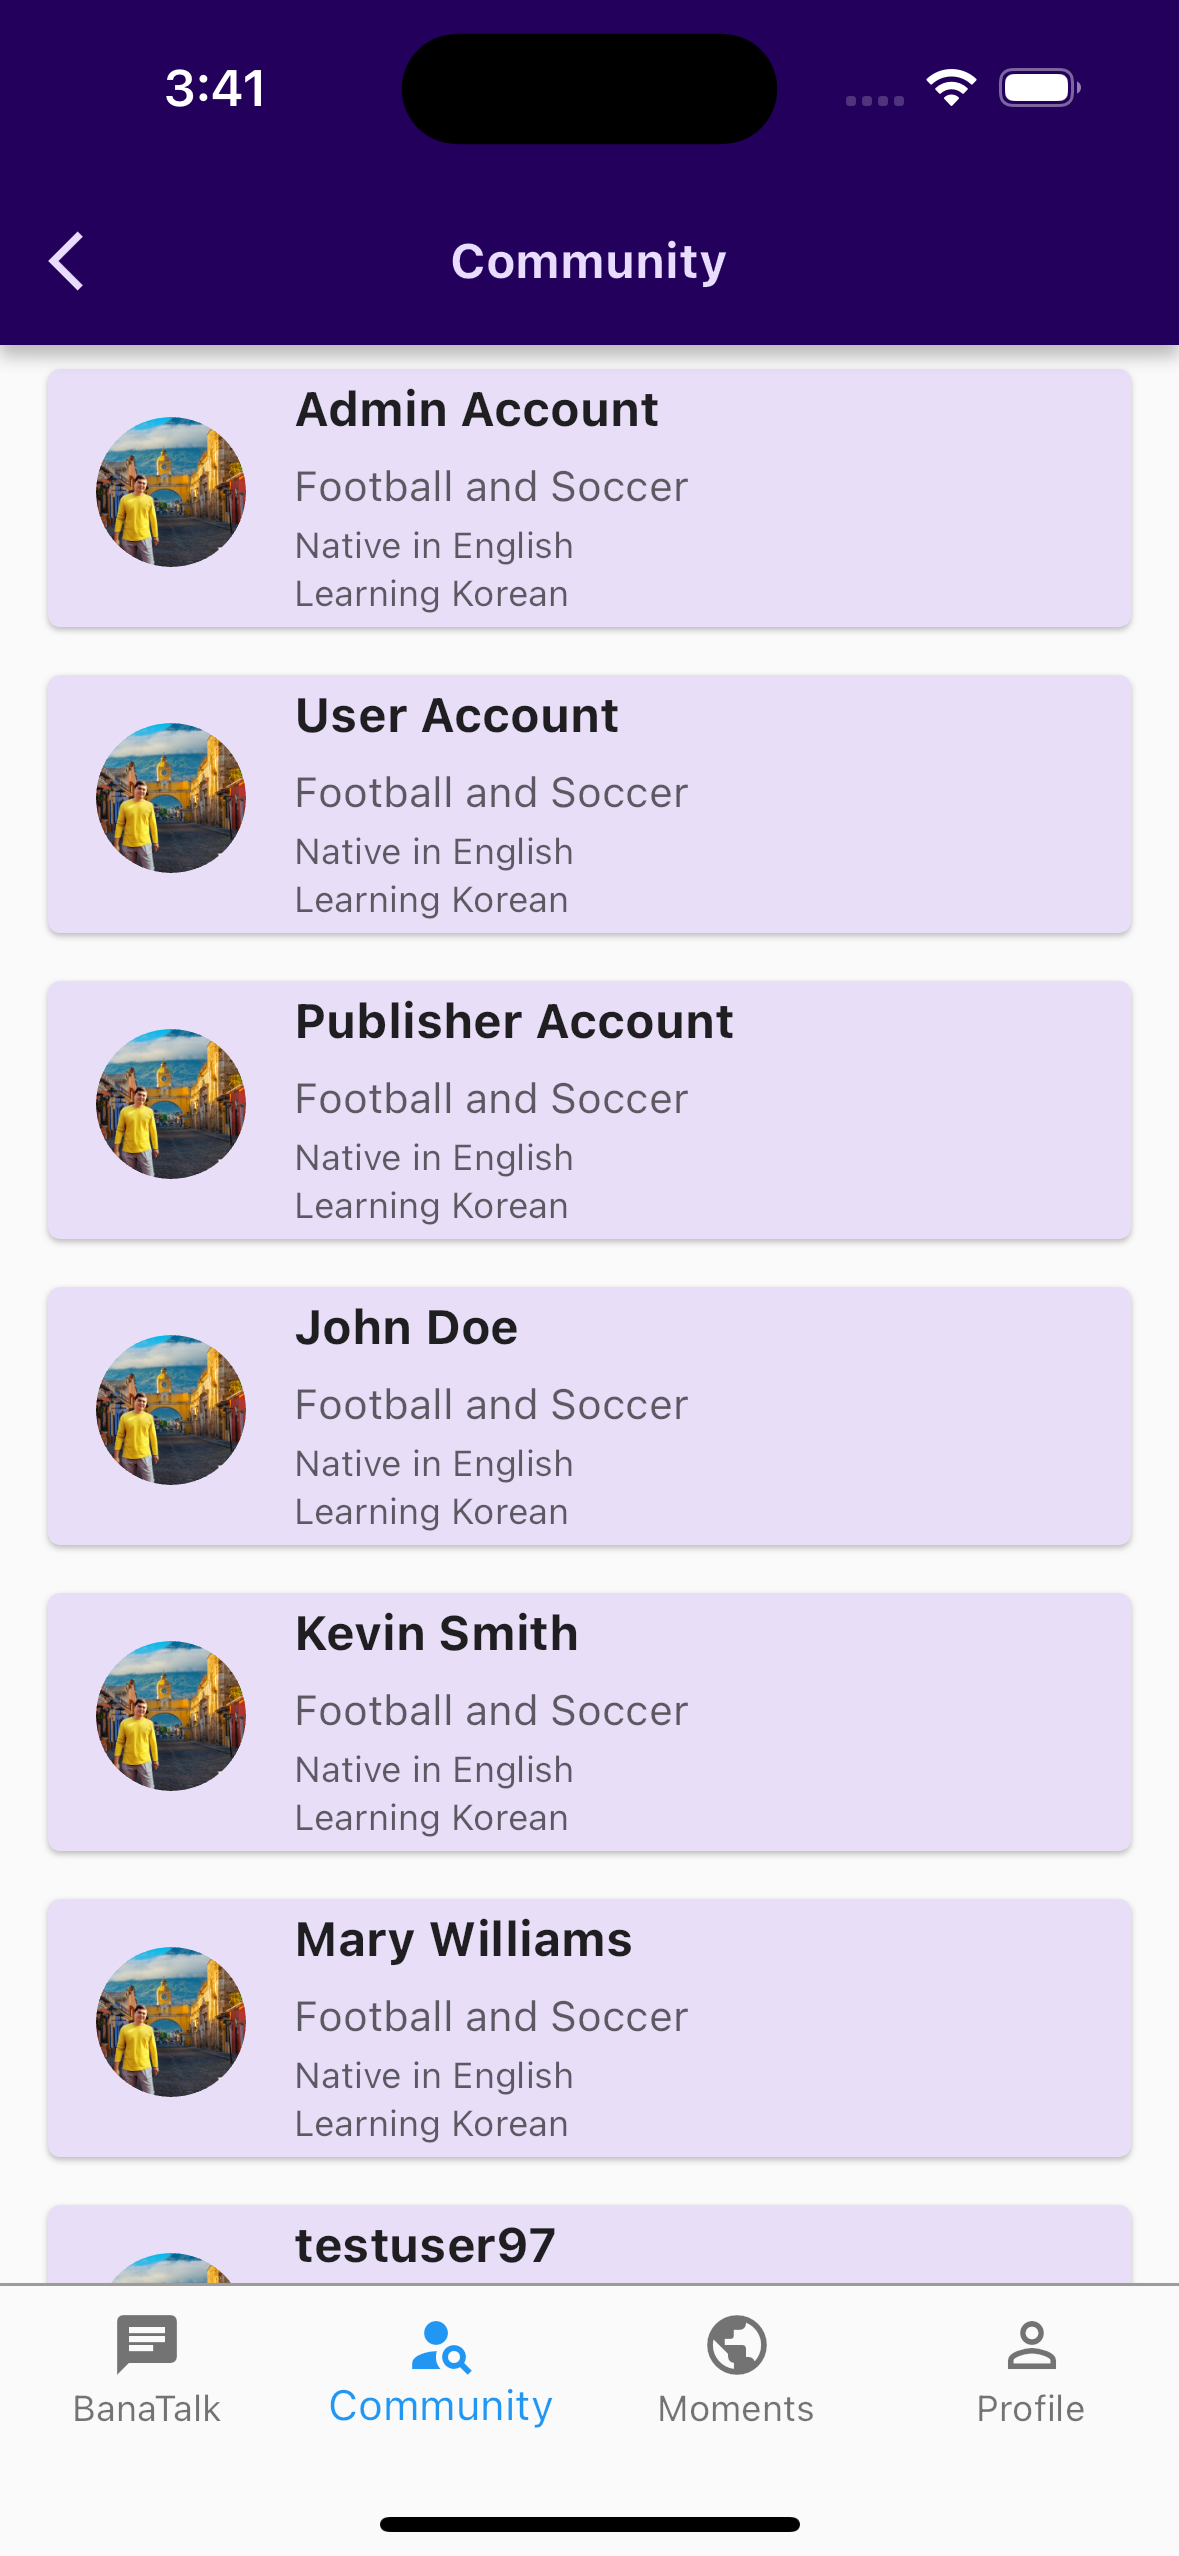 3:41
Community
Admin Account
Football and Soccer
Native in English
Learning Korean
User Account
Football and Soccer
Native in English
Learning Korean
Publisher Account
Football and Soccer
Native in English
Learning Korean
John Doe
Football and Soccer
Native in English
Learning Korean
Kevin Smith
Football and Soccer
Native in English
Learning Korean
Mary Williams
Football and Soccer
Native in English
Learning Korean
testuser97
BanaTalk
Community
Moments
Profile